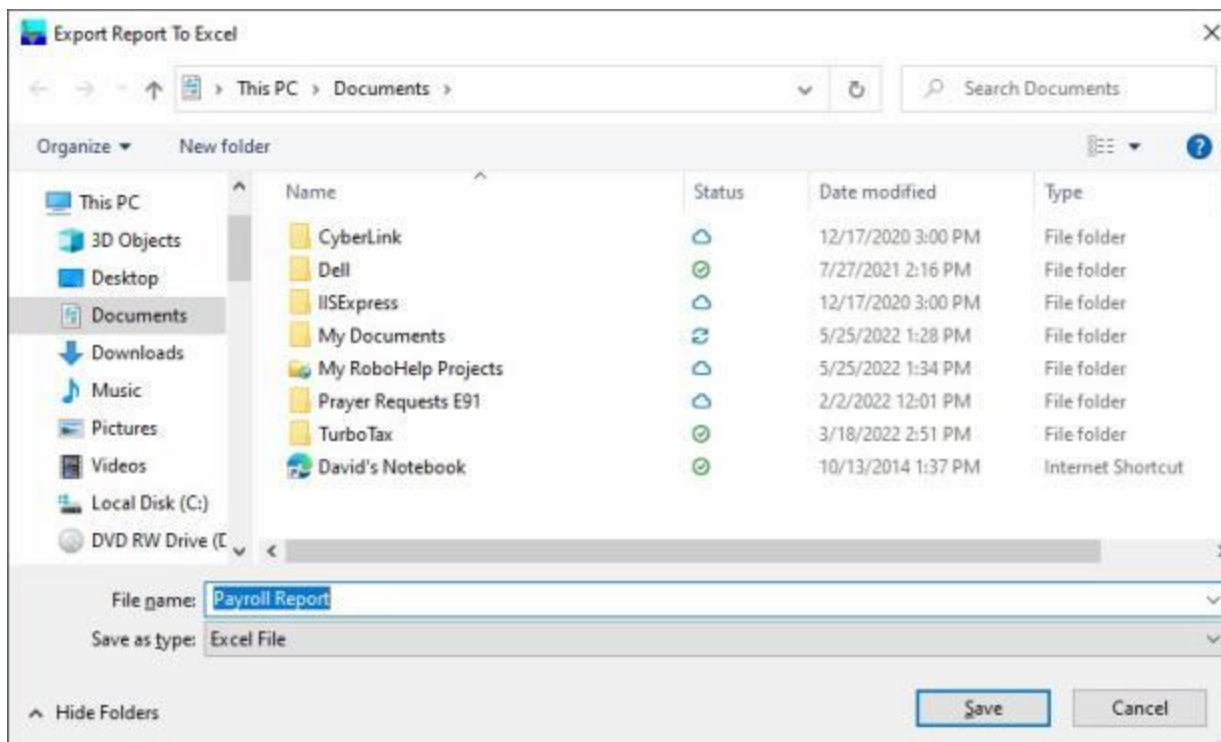 Export Report To Excel
This PC > Documents >
Search Documents
Organize
New folder
Name Status Date modified Type
This PC
3D Objects
Desktop
Documents
Downloads
Music
Pictures
Videos
Local Disk (C:)
DVD RW Drive (D
CyberLink 12/17/2020 3:00 PM File folder
Dell 7/27/2021 2:16 PM File folder
IISExpress 12/17/2020 3:00 PM File folder
My Documents 5/25/2022 1:28 PM File folder
My RoboHelp Projects 5/25/2022 1:34 PM File folder
Prayer Requests E91 2/2/2022 12:01 PM File folder
TurboTax 3/18/2022 2:51 PM File folder
David's Notebook 10/13/2014 1:37 PM Internet Shortcut
File name: Payroll Report
Save as type: Excel File
Hide Folders
Save
Cancel